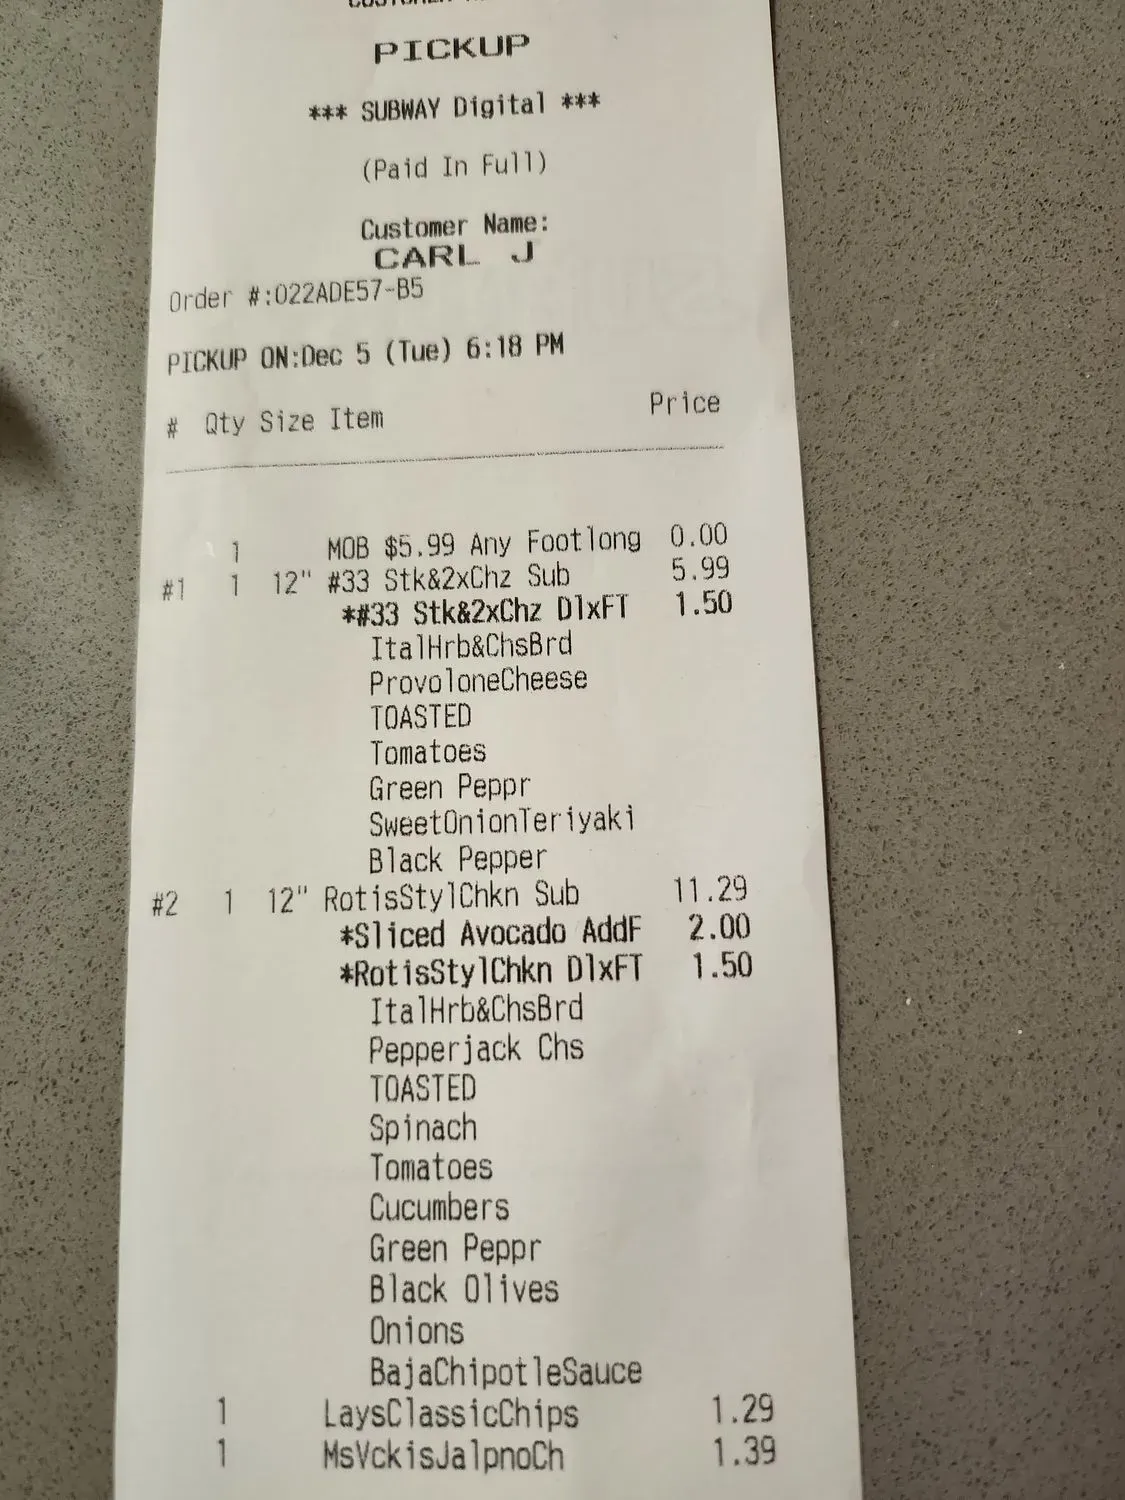 PICKUP
*** SUBWAY Digital ***
(Paid In Full)
Customer Name:
CARL J
Order #:022ADE57-B5
PICKUP ON:Dec 5 (Tue) 6:18 PM
# Qty Size Item Price
1 MOB $5.99 Any Footlong 0.00
#1 1 12" #33 Stk&2xChz Sub 5.99
*#33 Stk&2xChz DlxFT 1.50
ItalHrb&ChsBrd
ProvoloneCheese
TOASTED
Tomatoes
Green Peppr
SweetOnionTeriyaki
Black Pepper
#2 1 12" RotisStylChkn Sub 11.29
*Sliced Avocado AddF 2.00
*RotisStylChkn DlxFT 1.50
ItalHrb&ChsBrd
Pepperjack Chs
TOASTED
Spinach
Tomatoes
Cucumbers
Green Peppr
Black Olives
Onions
BajaChipotleSauce
1 LaysClassicChips 1.29
1 MsVckisJalpnoCh 1.39